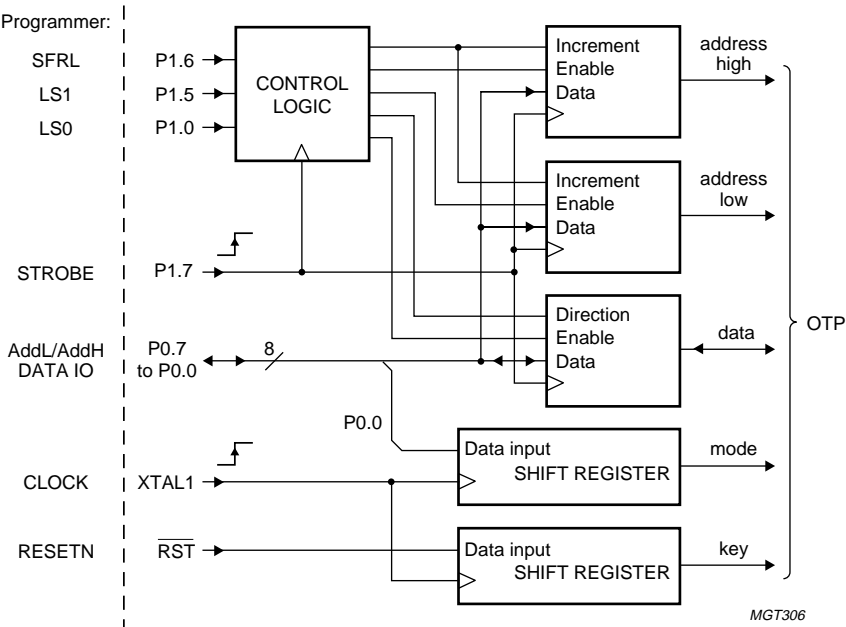 Programmer:
SFRL P1.6
LS1 P1.5
LS0 P1.0
CONTROL
LOGIC
Increment
Enable
Data
address
high
Increment
Enable
Data
address
low
STROBE P1.7
Direction
Enable
Data
data
OTP
AddL/AddH
DATA IO
P0.7
to P0.0
8
P0.0
Data input
SHIFT REGISTER
mode
CLOCK XTAL1
RESETN RST
Data input
SHIFT REGISTER
key
MGT306